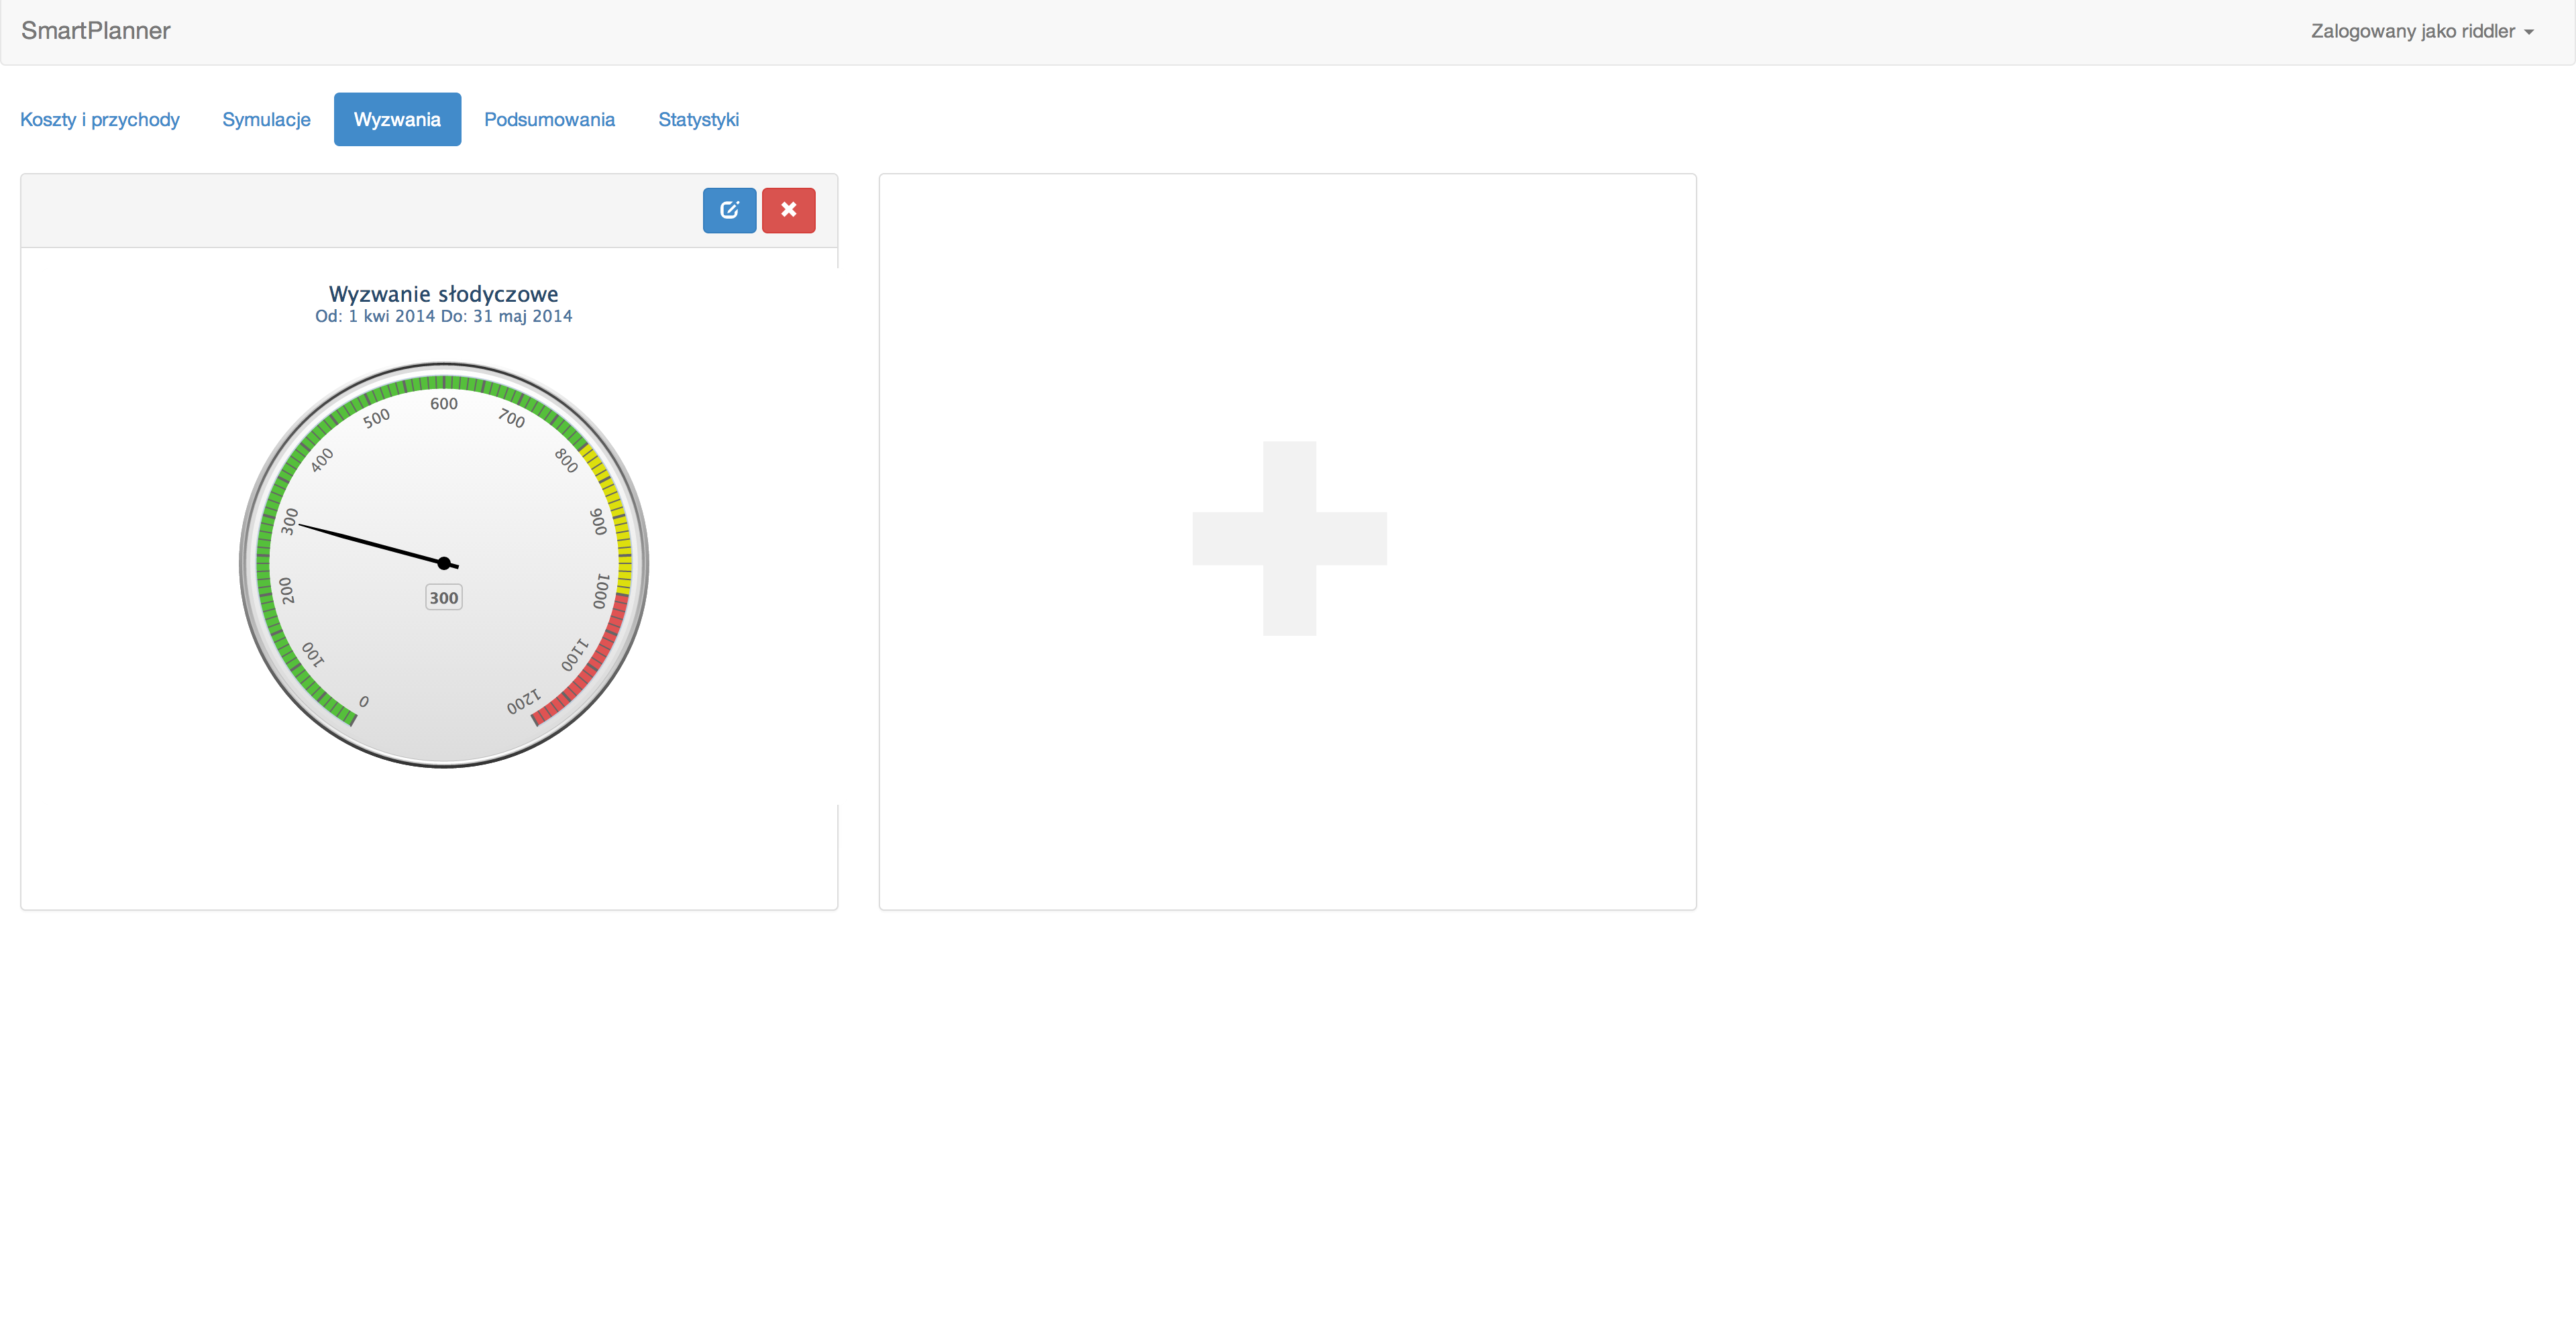 SmartPlanner
Zalogowany jako riddler
Koszty i przychody
Symulacje
Wyzwania
Podsumowania
Statystyki
Wyzwanie słodyczowe
Od: 1 kwi 2014 Do: 31 maj 2014
0
100
200
300
400
500
600
700
800
900
1000
1100
1200
300